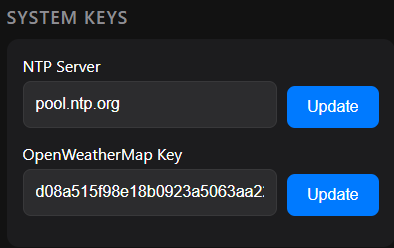 SYSTEM KEYS
NTP Server
pool.ntp.org
Update
OpenWeatherMap Key
d08a515f98e18b0923a5063aa2
Update